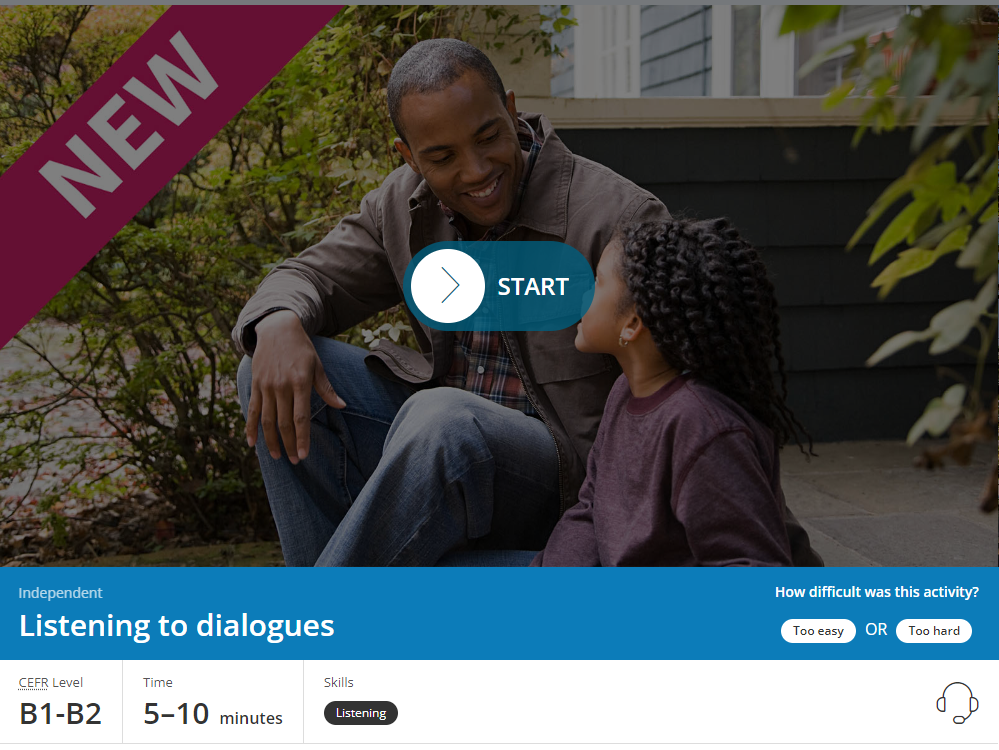 NEW
START
Independent
Listening to dialogues
How difficult was this activity?
Too easy OR Too hard
CEFR Level
B1-B2
Time
5–10 minutes
Skills
Listening